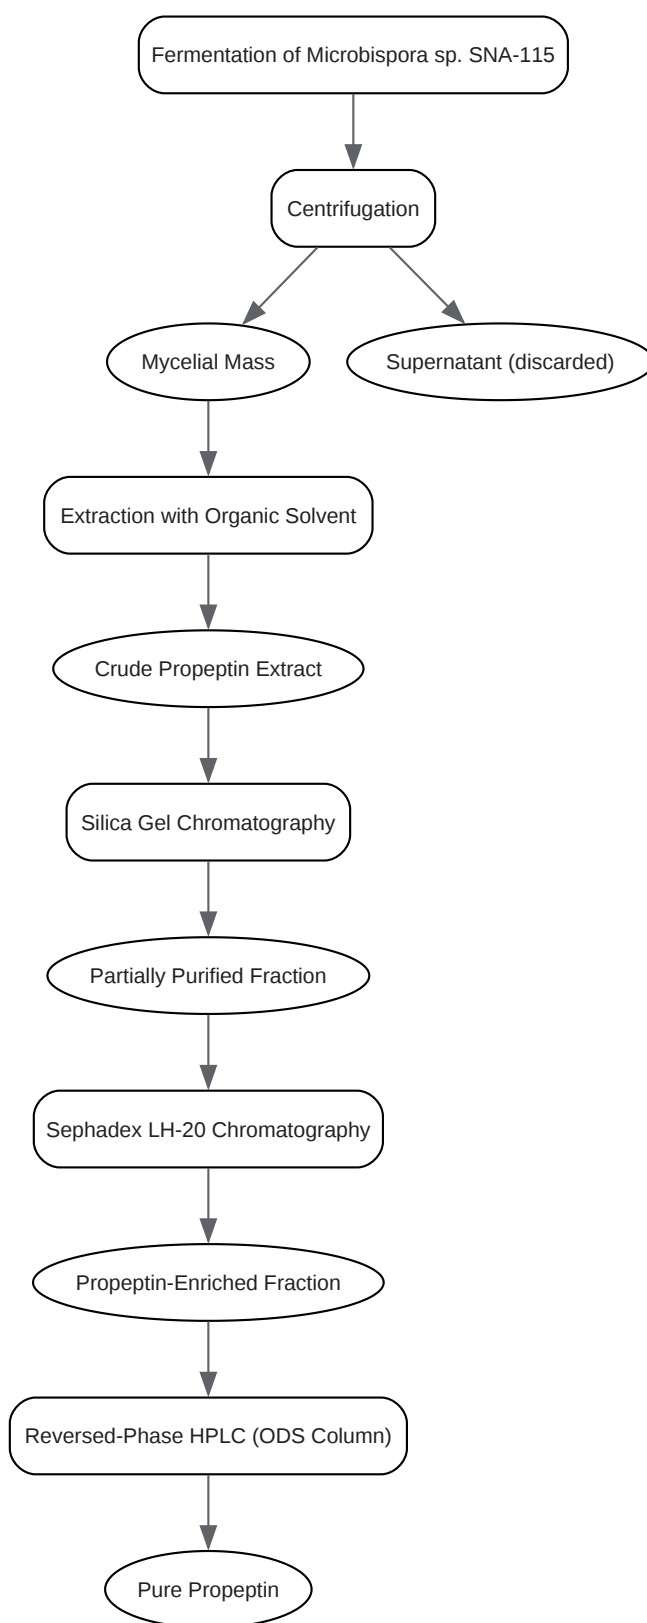 Fermentation of Microbispora sp. SNA-115
Centrifugation
Mycelial Mass
Supernatant (discarded)
Extraction with Organic Solvent
Crude Propeptin Extract
Silica Gel Chromatography
Partially Purified Fraction
Sephadex LH-20 Chromatography
Propeptin-Enriched Fraction
Reversed-Phase HPLC (ODS Column)
Pure Propeptin